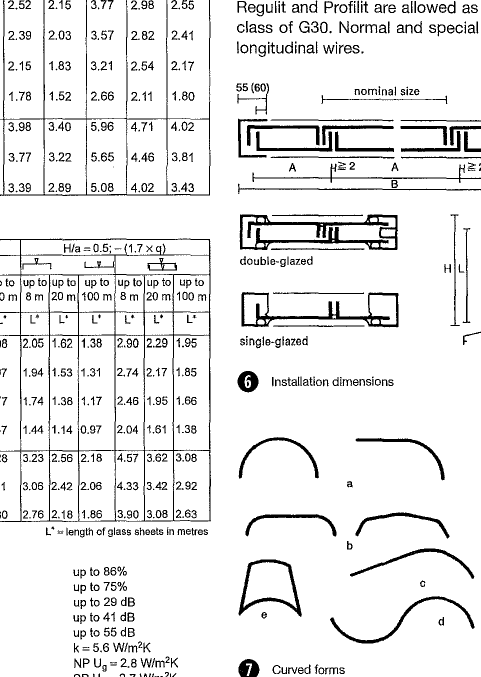 2.52 2.15 3.77 2.98 2.55
2.39 2.03 3.57 2.82 2.41
2.15 1.83 3.21 2.54 2.17
1.78 1.52 2.66 2.11 1.80
3.98 3.40 5.96 4.71 4.02
3.77 3.22 5.65 4.46 3.81
3.39 2.89 5.08 4.02 3.43
H/a = 0.5; – (1.7 × q)
up to up to up to up to up to up to
8 m 20 m 100 m 8 m 20 m 100 m
L* L* L* L* L* L* L*
2.05 1.62 1.38 2.90 2.29 1.95
1.94 1.53 1.31 2.74 2.17 1.85
1.74 1.38 1.17 2.46 1.95 1.66
1.44 1.14 0.97 2.04 1.61 1.38
3.23 2.56 2.18 4.57 3.62 3.08
3.06 2.42 2.06 4.33 3.42 2.92
2.76 2.18 1.86 3.90 3.08 2.63
L* = length of glass sheets in metres
up to 86%
up to 75%
up to 29 dB
up to 41 dB
up to 55 dB
k = 5.6 W/m²K
NP Ug = 2.8 W/m²K
Regulit and Profilit are allowed as
class of G30. Normal and special
longitudinal wires.
55 (60)
nominal size
A ≧ 2 A ≧ 2
B
double-glazed
H L
single-glazed
6 Installation dimensions
a
b
c
e d
7 Curved forms